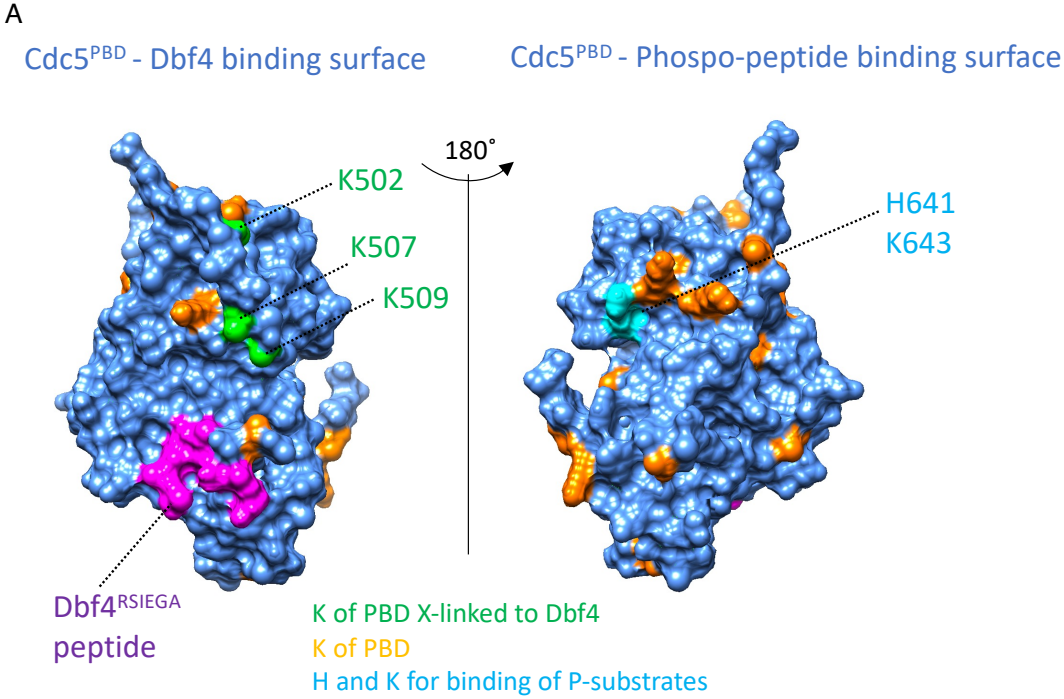 A
Cdc5ᴾᴮᴰ - Dbf4 binding surface
Cdc5ᴾᴮᴰ - Phospo-peptide binding surface
180˚
K502
K507
K509
H641
K643
Dbf4ᴿˢᴵᴱᴳᴬ
peptide
K of PBD X-linked to Dbf4
K of PBD
H and K for binding of P-substrates